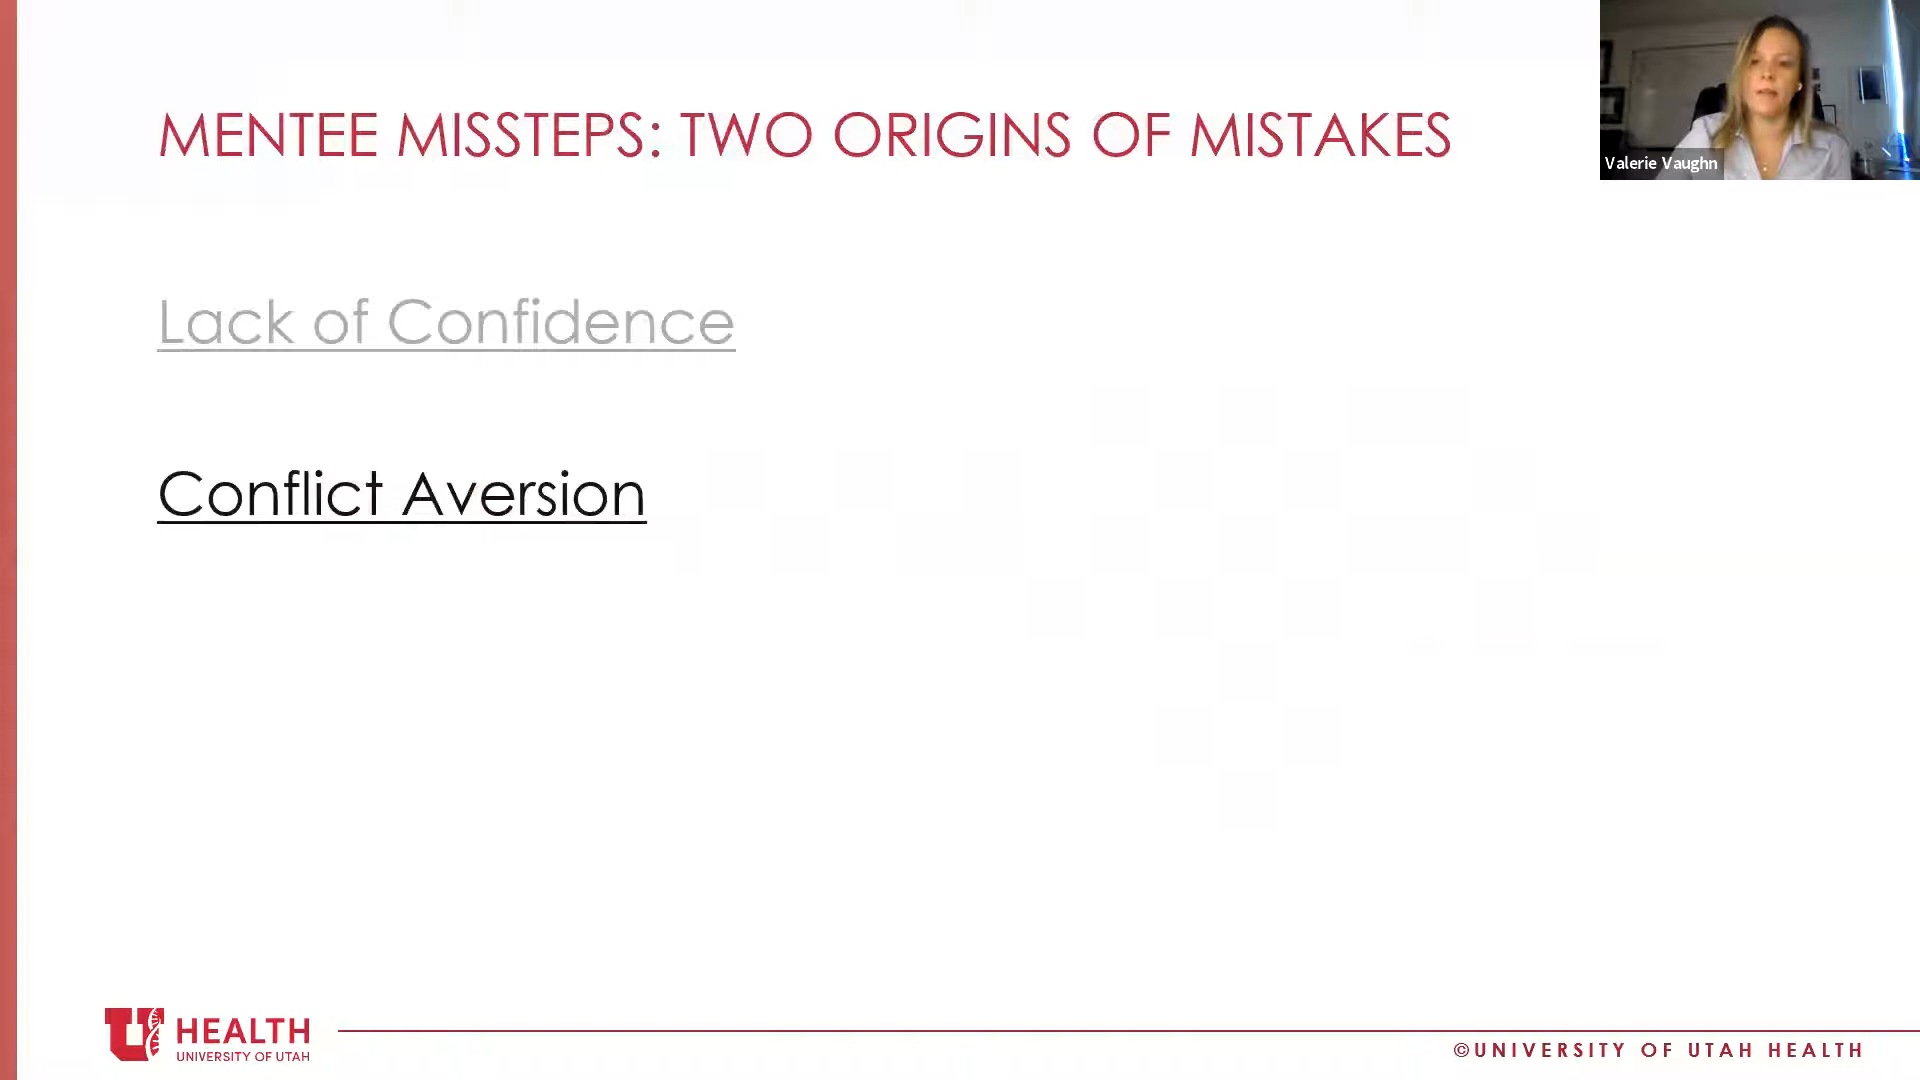 MENTEE MISSTEPS: TWO ORIGINS OF MISTAKES
Valerie Vaughn
Lack of Confidence
Conflict Aversion
U HEALTH
UNIVERSITY OF UTAH
©UNIVERSITY OF UTAH HEALTH